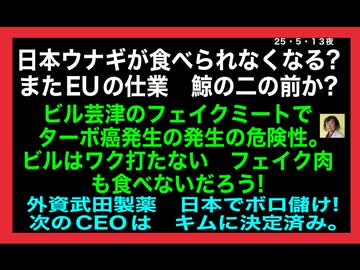 25・5・13夜
日本ウナギが食べられなくなる?
またEUの仕業　鯨の二の前か?
ビル芸津のフェイクミートで
ターボ癌発生の発生の危険性。
ビルはワク打たない　フェイク肉
も食べないだろう!
外資武田製薬　日本でボロ儲け!
次のCEOは　キムに決定済み。